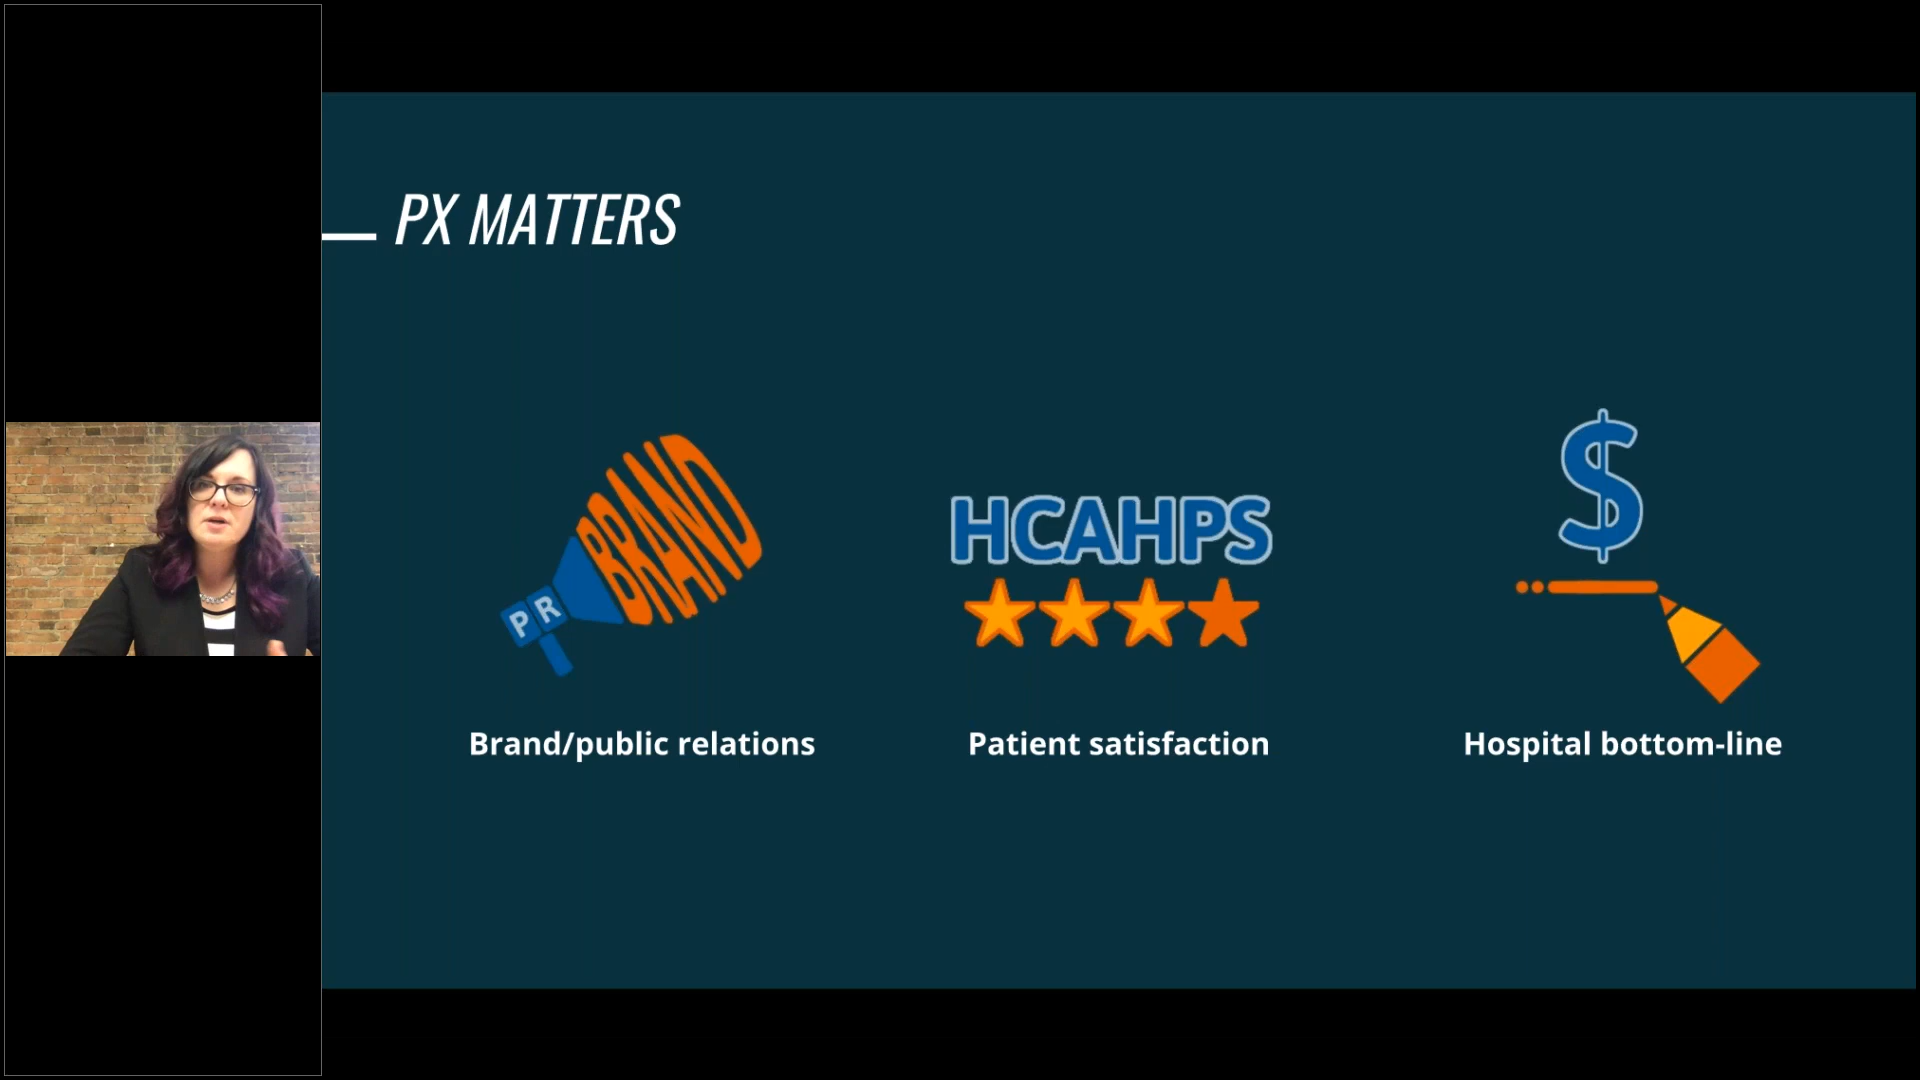 PX MATTERS
PR BRAND
HCAHPS
$
Brand/public relations
Patient satisfaction
Hospital bottom-line